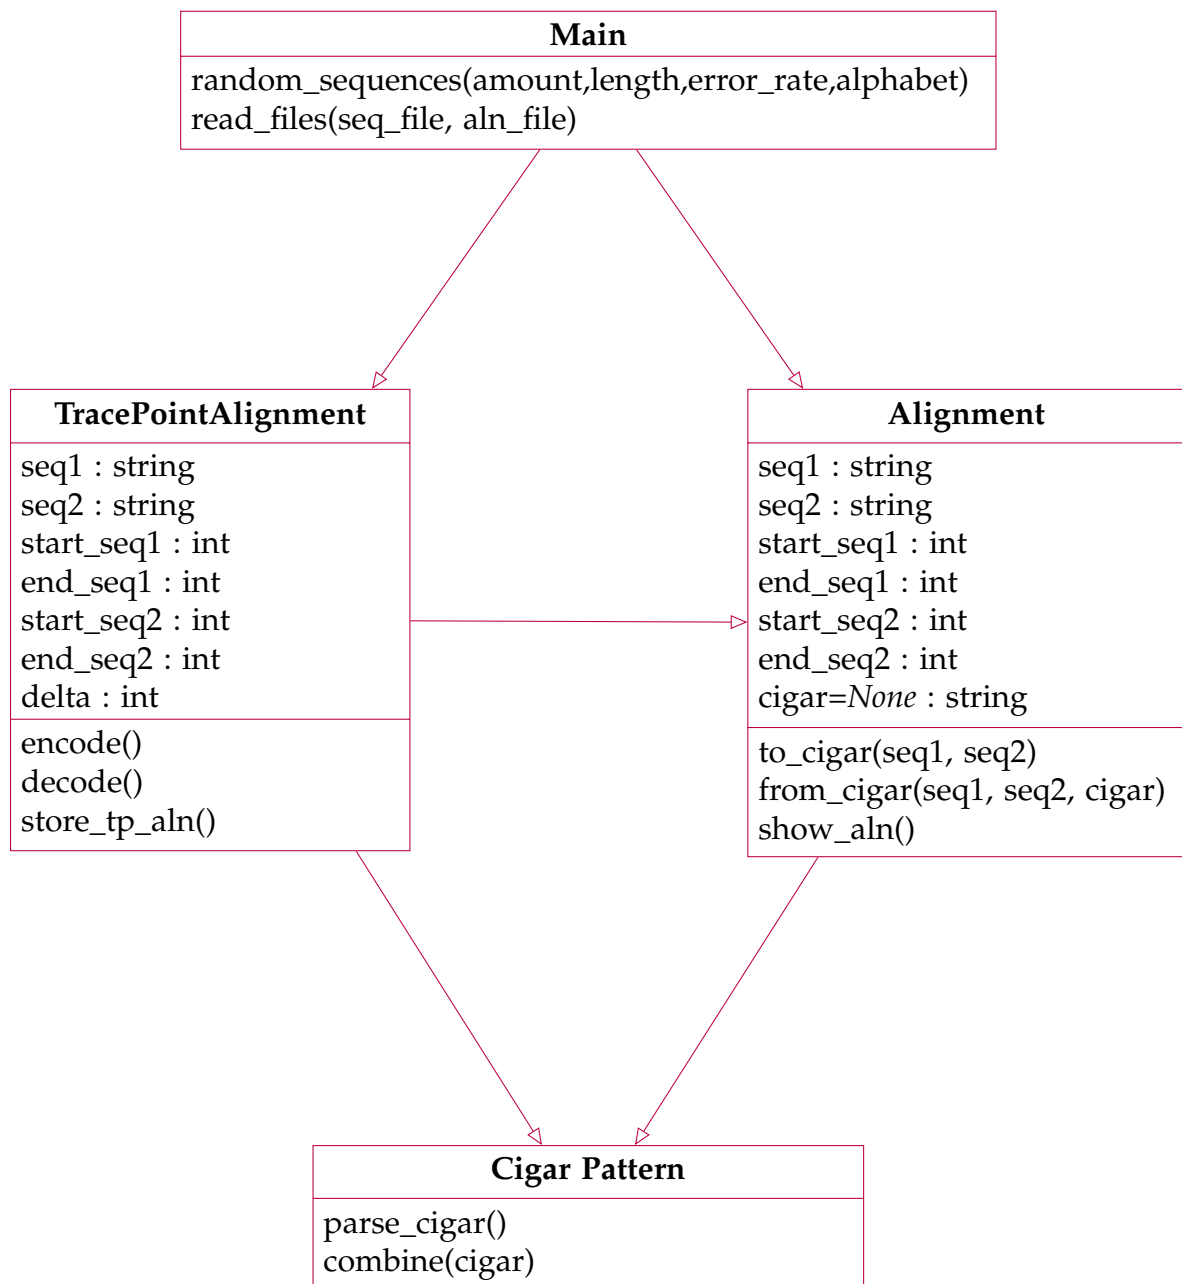 Main
random_sequences(amount,length,error_rate,alphabet)
read_files(seq_file, aln_file)
TracePointAlignment
seq1 : string
seq2 : string
start_seq1 : int
end_seq1 : int
start_seq2 : int
end_seq2 : int
delta : int
encode()
decode()
store_tp_aln()
Alignment
seq1 : string
seq2 : string
start_seq1 : int
end_seq1 : int
start_seq2 : int
end_seq2 : int
cigar=None : string
to_cigar(seq1, seq2)
from_cigar(seq1, seq2, cigar)
show_aln()
Cigar Pattern
parse_cigar()
combine(cigar)